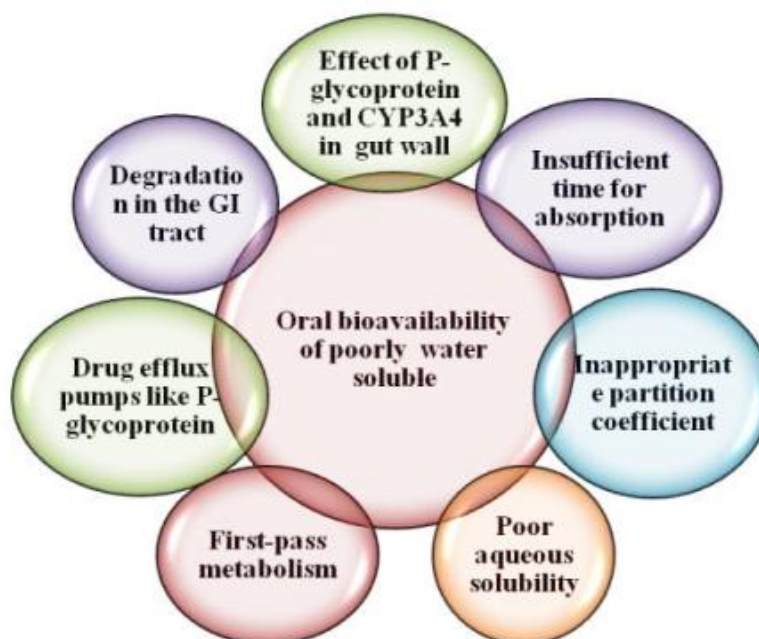 Effect of P-
glycoprotein
and CYP3A4
in gut wall
Insufficient
time for
absorption
Inappropriat
e partition
coefficient
Poor
aqueous
solubility
First-pass
metabolism
Drug efflux
pumps like P-
glycoprotein
Degradatio
n in the GI
tract
Oral bioavailability
of poorly water
soluble